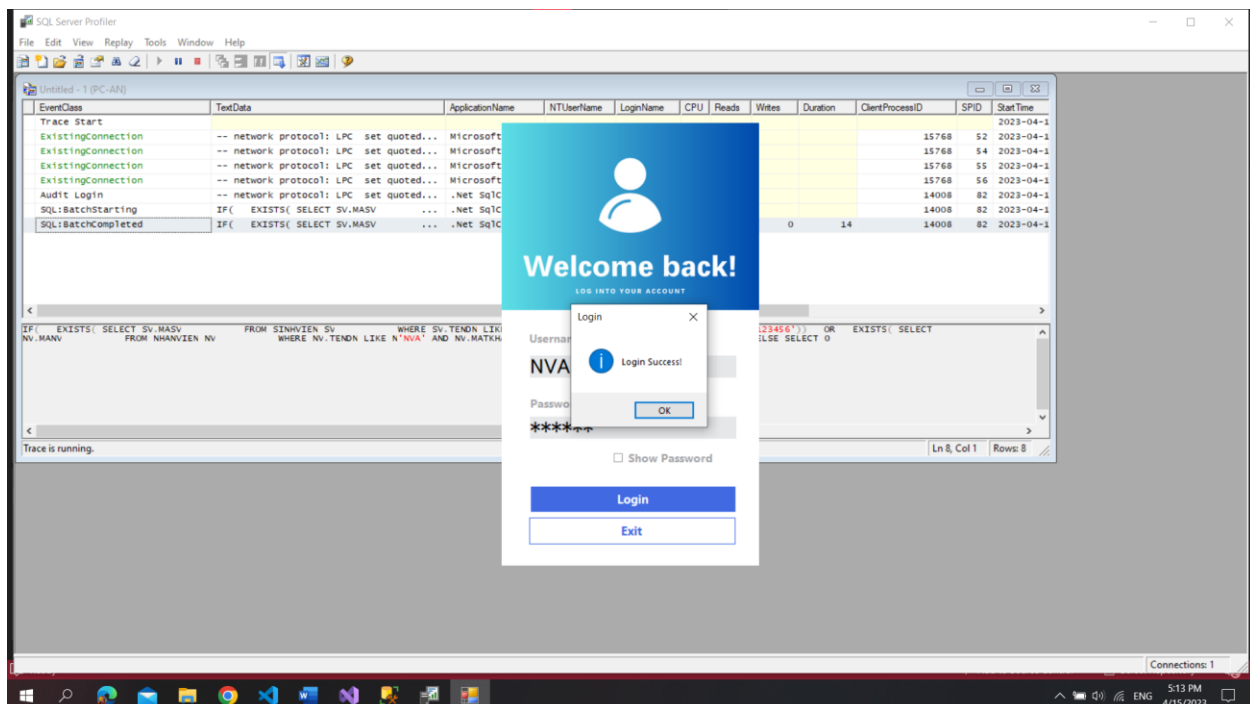 SQL Server Profiler
File Edit View Replay Tools Window Help
Untitled - 1 (PC-AN)
EventClass TextData ApplicationName NTUserName LoginName CPU Reads Writes Duration ClientProcessID SPID StartTime
Trace Start 2023-04-1
ExistingConnection -- network protocol: LPC set quoted... Microsoft 15768 52 2023-04-1
ExistingConnection -- network protocol: LPC set quoted... Microsoft 15768 54 2023-04-1
ExistingConnection -- network protocol: LPC set quoted... Microsoft 15768 55 2023-04-1
ExistingConnection -- network protocol: LPC set quoted... Microsoft 15768 56 2023-04-1
Audit Login -- network protocol: LPC set quoted... .Net SqlC 14008 82 2023-04-1
SQL:BatchStarting IF( EXISTS( SELECT SV.MASV ... .Net SqlC 14008 82 2023-04-1
SQL:BatchCompleted IF( EXISTS( SELECT SV.MASV ... .Net SqlC 0 14 14008 82 2023-04-1
Welcome back!
LOG INTO YOUR ACCOUNT
IF( EXISTS( SELECT SV.MASV FROM SINHVIEN SV WHERE SV.TENDN LIK 123456')) OR EXISTS( SELECT
NV.MANV FROM NHANVIEN NV WHERE NV.TENDN LIKE N'NVA' AND NV.MATKH ELSE SELECT 0
Login
Login Success!
OK
Usernam
NVA
Passwo
******
Show Password
Login
Exit
Trace is running. Ln 8, Col 1 Rows: 8
Connections: 1
ENG 5:13 PM
4/15/2023